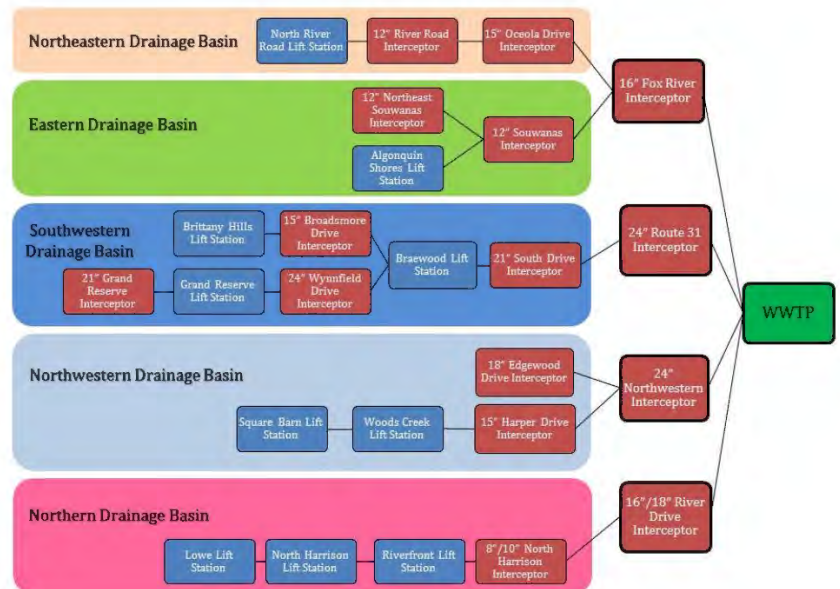 Northeastern Drainage Basin
North River
Road Lift Station
12" River Road
Interceptor
15" Oceola Drive
Interceptor
16" Fox River
Interceptor
Eastern Drainage Basin
12" Northeast
Souwanas
Interceptor
12" Souwanas
Interceptor
Algonquin
Shores Lift
Station
Southwestern
Drainage Basin
Brittany Hills
Lift Station
15" Broadsmore
Drive
Interceptor
21" Grand
Reserve
Interceptor
Grand Reserve
Lift Station
24" Wynnfield
Drive
Interceptor
Braewood Lift
Station
21" South Drive
Interceptor
24" Route 31
Interceptor
WWTP
Northwestern Drainage Basin
18" Edgewood
Drive Interceptor
Square Barn Lift
Station
Woods Creek
Lift Station
15" Harper Drive
Interceptor
24"
Northwestern
Interceptor
Northern Drainage Basin
Lowe Lift
Station
North Harrison
Lift Station
Riverfront Lift
Station
8"/10" North
Harrison
Interceptor
16"/18" River
Drive
Interceptor